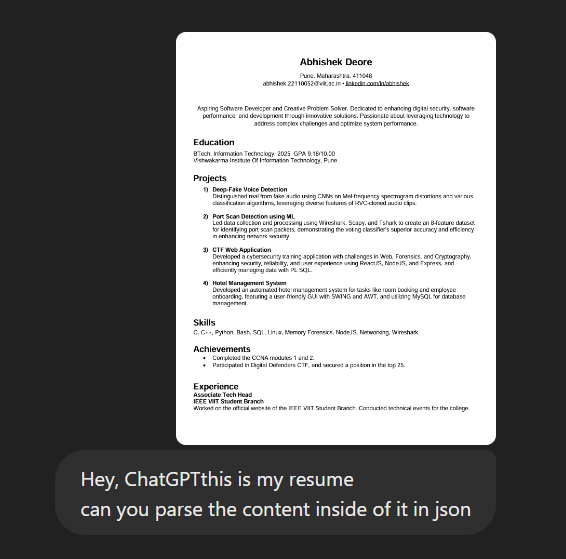 Abhishek Deore
Pune, Maharashtra, 411048
abhishek.22110052@viit.ac.in • linkedin.com/in/abhishek
Aspiring Software Developer and Creative Problem Solver. Dedicated to enhancing digital security, software
performance, and development through innovative solutions. Passionate about leveraging technology to
address complex challenges and optimize system performance.
Education
BTech, Information Technology, 2025, GPA 9.16/10.00
Vishwakarma Institute Of Information Technology, Pune
Projects
1) Deep-Fake Voice Detection
Distinguished real from fake audio using CNNs on Mel-frequency spectrogram distortions and various
classification algorithms, leveraging diverse features of RVC-cloned audio clips.
2) Port Scan Detection using ML
Led data collection and processing using Wireshark, Scapy, and Tshark to create an 8-feature dataset
for identifying port scan packets, demonstrating the voting classifier's superior accuracy and efficiency
in enhancing network security.
3) CTF Web Application
Developed a cybersecurity training application with challenges in Web, Forensics, and Cryptography,
enhancing security, reliability, and user experience using ReactJS, NodeJS, and Express, and
efficiently managing data with PL SQL.
4) Hotel Management System
Developed an automated hotel management system for tasks like room booking and employee
onboarding, featuring a user-friendly GUI with SWING and AWT, and utilizing MySQL for database
management.
Skills
C, C++, Python, Bash, SQL, Linux, Memory Forensics, NodeJS, Networking, Wireshark.
Achievements
• Completed the CCNA modules 1 and 2.
• Participated in Digital Defenders CTF, and secured a position in the top 25.
Experience
Associate Tech Head
IEEE VIIT Student Branch
Worked on the official website of the IEEE VIIT Student Branch. Conducted technical events for the college.
Hey, ChatGPTthis is my resume
can you parse the content inside of it in json